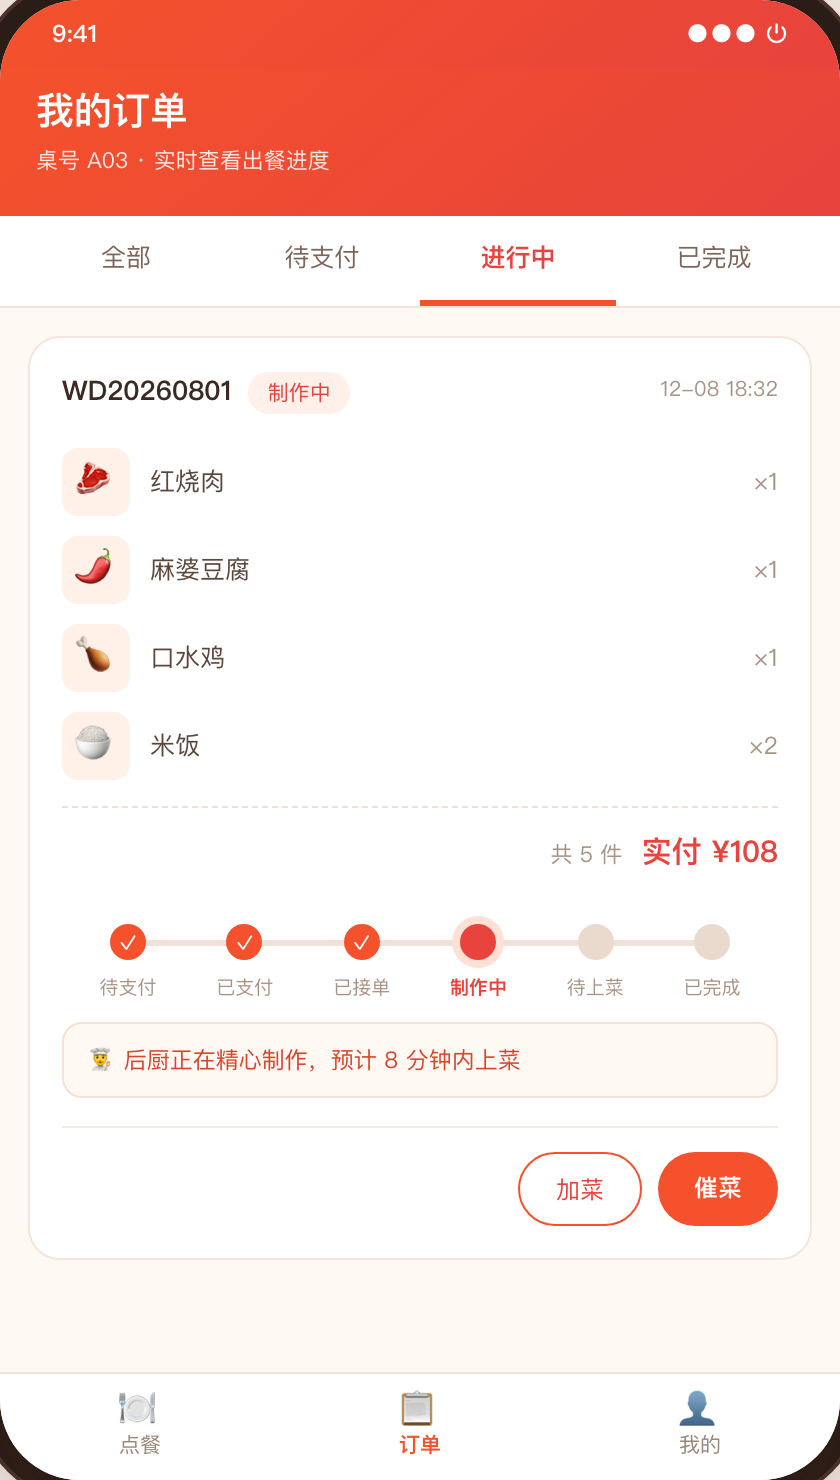 9:41
我的订单
桌号 A03 · 实时查看出餐进度
全部 待支付 进行中 已完成
WD20260801 制作中 12-08 18:32
红烧肉 ×1
麻婆豆腐 ×1
口水鸡 ×1
米饭 ×2
共 5 件 实付 ¥108
待支付 已支付 已接单 制作中 待上菜 已完成
后厨正在精心制作，预计 8 分钟内上菜
加菜 催菜
点餐 订单 我的